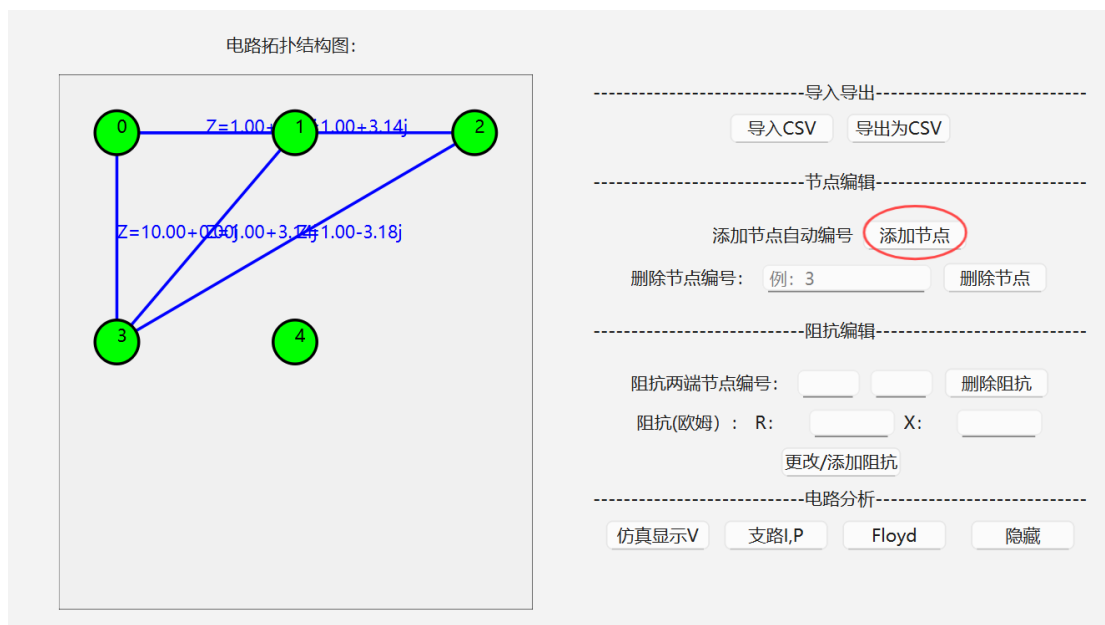 电路拓扑结构图:
0
1
2
3
4
Z=1.00+
1.00+3.14j
Z=10.00+0.00j
.00+3.14j
Z=1.00-3.18j
---------------------------导入导出---------------------------
导入CSV 导出为CSV
---------------------------节点编辑---------------------------
添加节点自动编号 添加节点
删除节点编号: 例: 3 删除节点
---------------------------阻抗编辑---------------------------
阻抗两端节点编号: 删除阻抗
阻抗(欧姆）: R: X:
更改/添加阻抗
---------------------------电路分析---------------------------
仿真显示V 支路I,P Floyd 隐藏